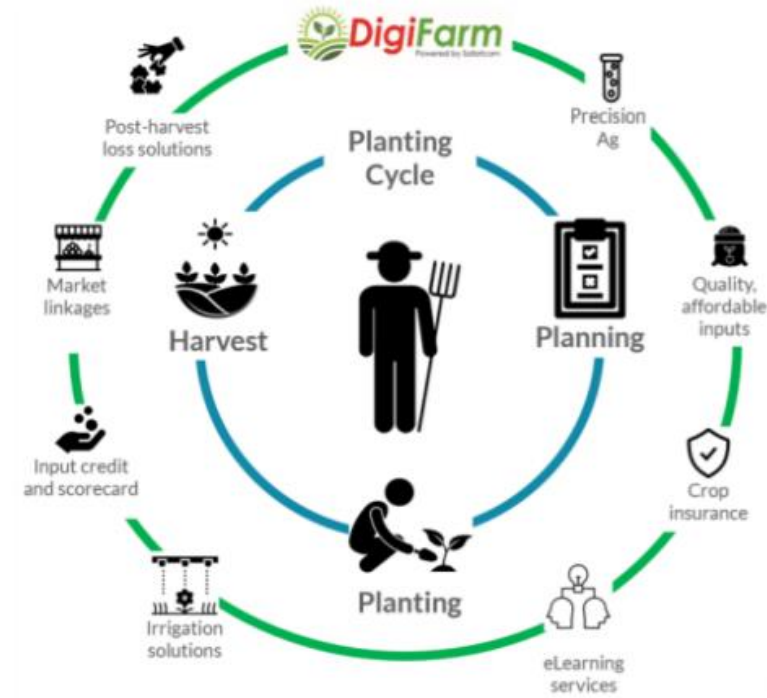 DigiFarm
Powered by Safaricom
Precision
Ag
Quality,
affordable
inputs
Crop
insurance
eLearning
services
Irrigation
solutions
Input credit
and scorecard
Market
linkages
Post-harvest
loss solutions
Planting
Cycle
Planning
Planting
Harvest